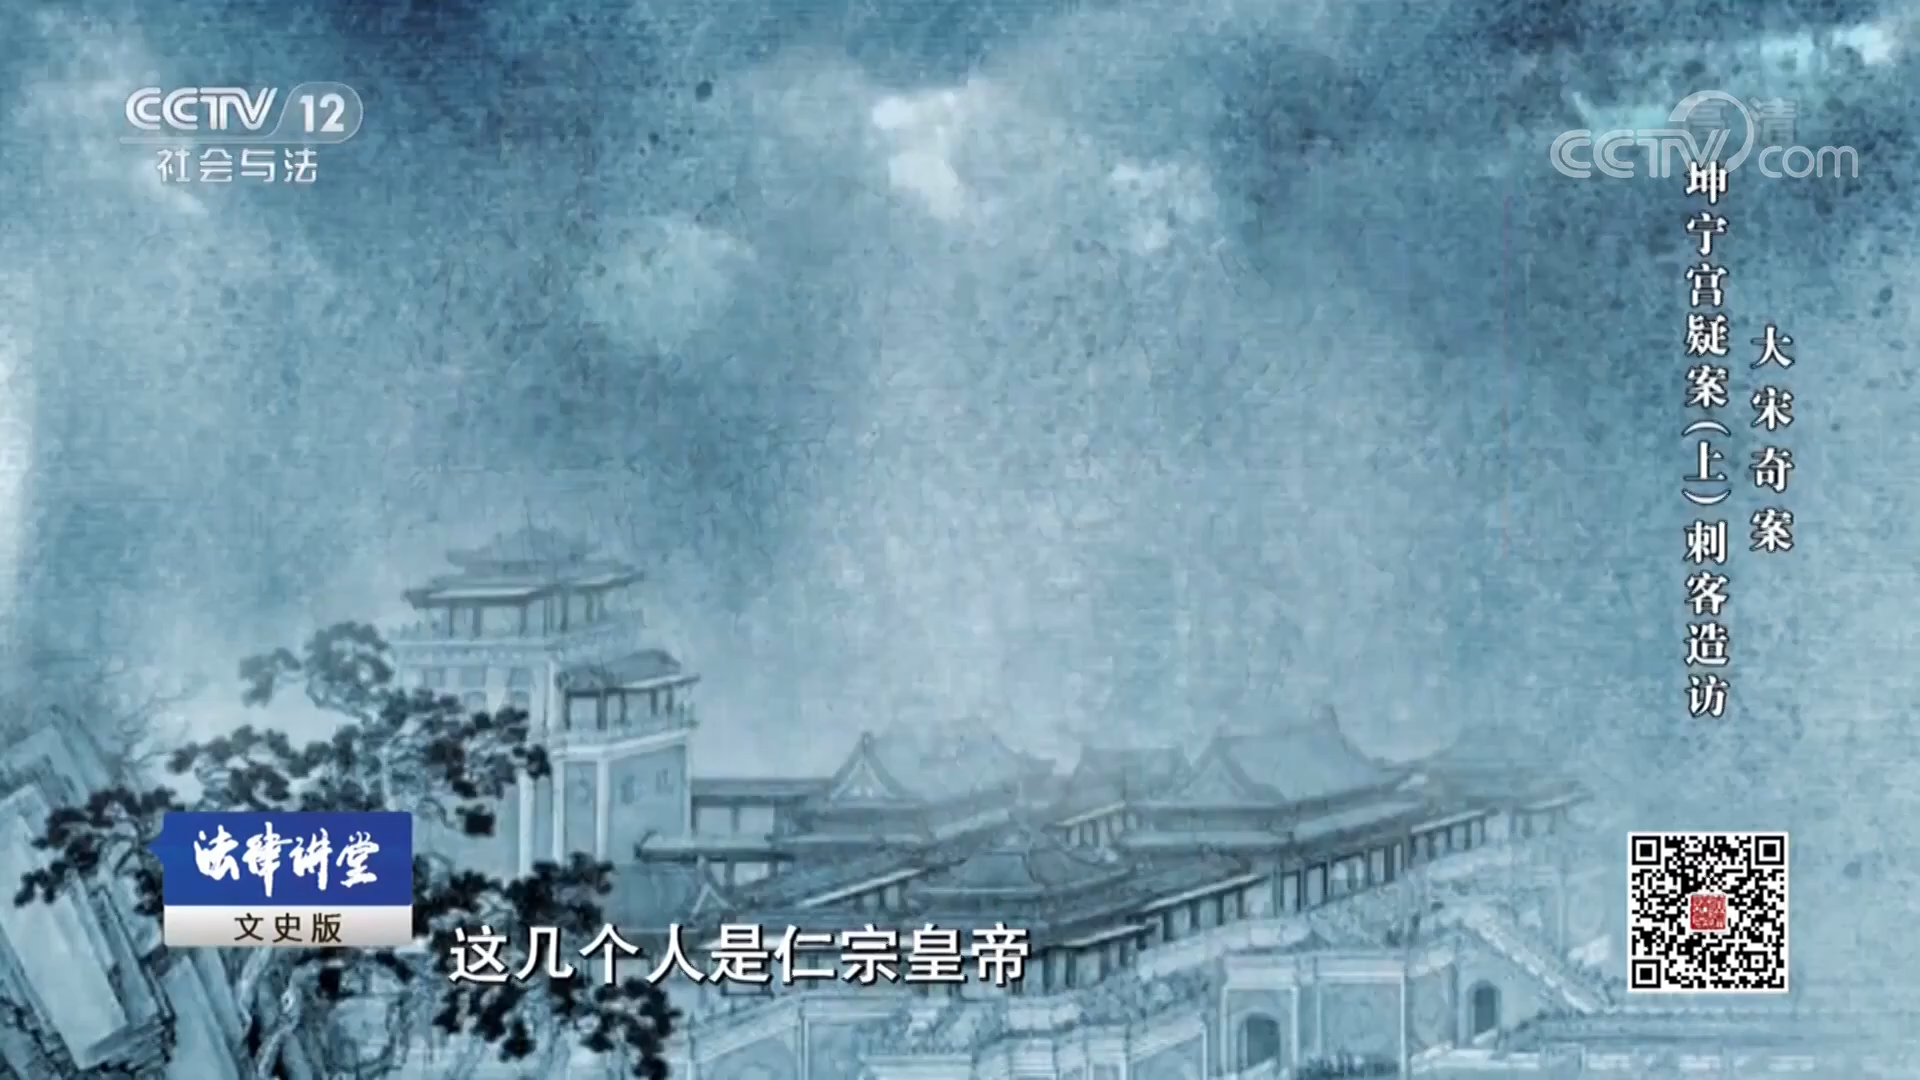 CCTV 12
社会与法
高清
CCTV.com
大宋奇案
坤宁宫疑案(上)刺客造访
法律讲堂
文史版
这几个人是仁宗皇帝